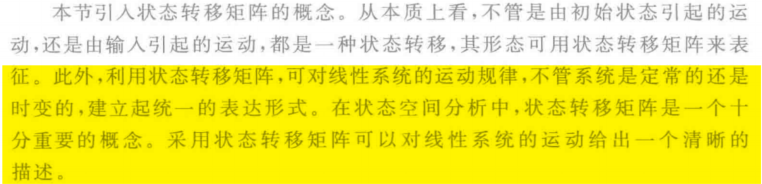 本节引入状态转移矩阵的概念。从本质上看,不管是由初始状态引起的运
动,还是由输入引起的运动,都是一种状态转移,其形态可用状态转移矩阵来表
征。此外,利用状态转移矩阵,可对线性系统的运动规律,不管系统是定常的还是
时变的,建立起统一的表达形式。在状态空间分析中,状态转移矩阵是一个十
分重要的概念。采用状态转移矩阵可以对线性系统的运动给出一个清晰的
描述。